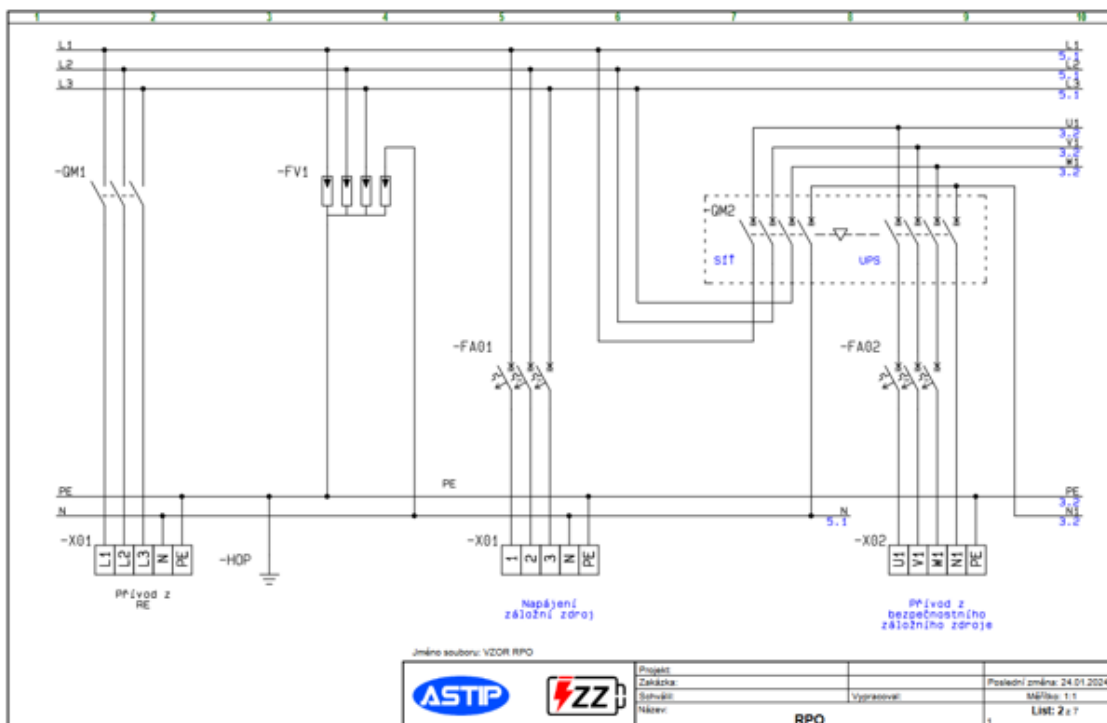 1 2 3 4 5 6 7 8 9 10
L1 L1
5.1
L2 L2
5.1
L3 L3
5.1
U1
3.2
V1
3.2
W1
3.2
-QM1
-FV1
-QM2
SÍŤ UPS
-FA01
-FA02
PE PE PE
3.2
N N N1
5.1 3.2
-X01 L1 L2 L3 N PE
-HOP
-X01 1 2 3 N PE
-X02 U1 V1 W1 N1 PE
Přívod z
RE
Napájení
záložní zdroj
Přívod z
bezpečnostního
záložního zdroje
Jméno souboru: VZOR RPO
ASTIP
ZZ
Projekt:
Zakázka: Poslední změna: 24.01.2024
Schválil: Vypracoval: Měřítko: 1:1
Název: RPO List: 2 z 7